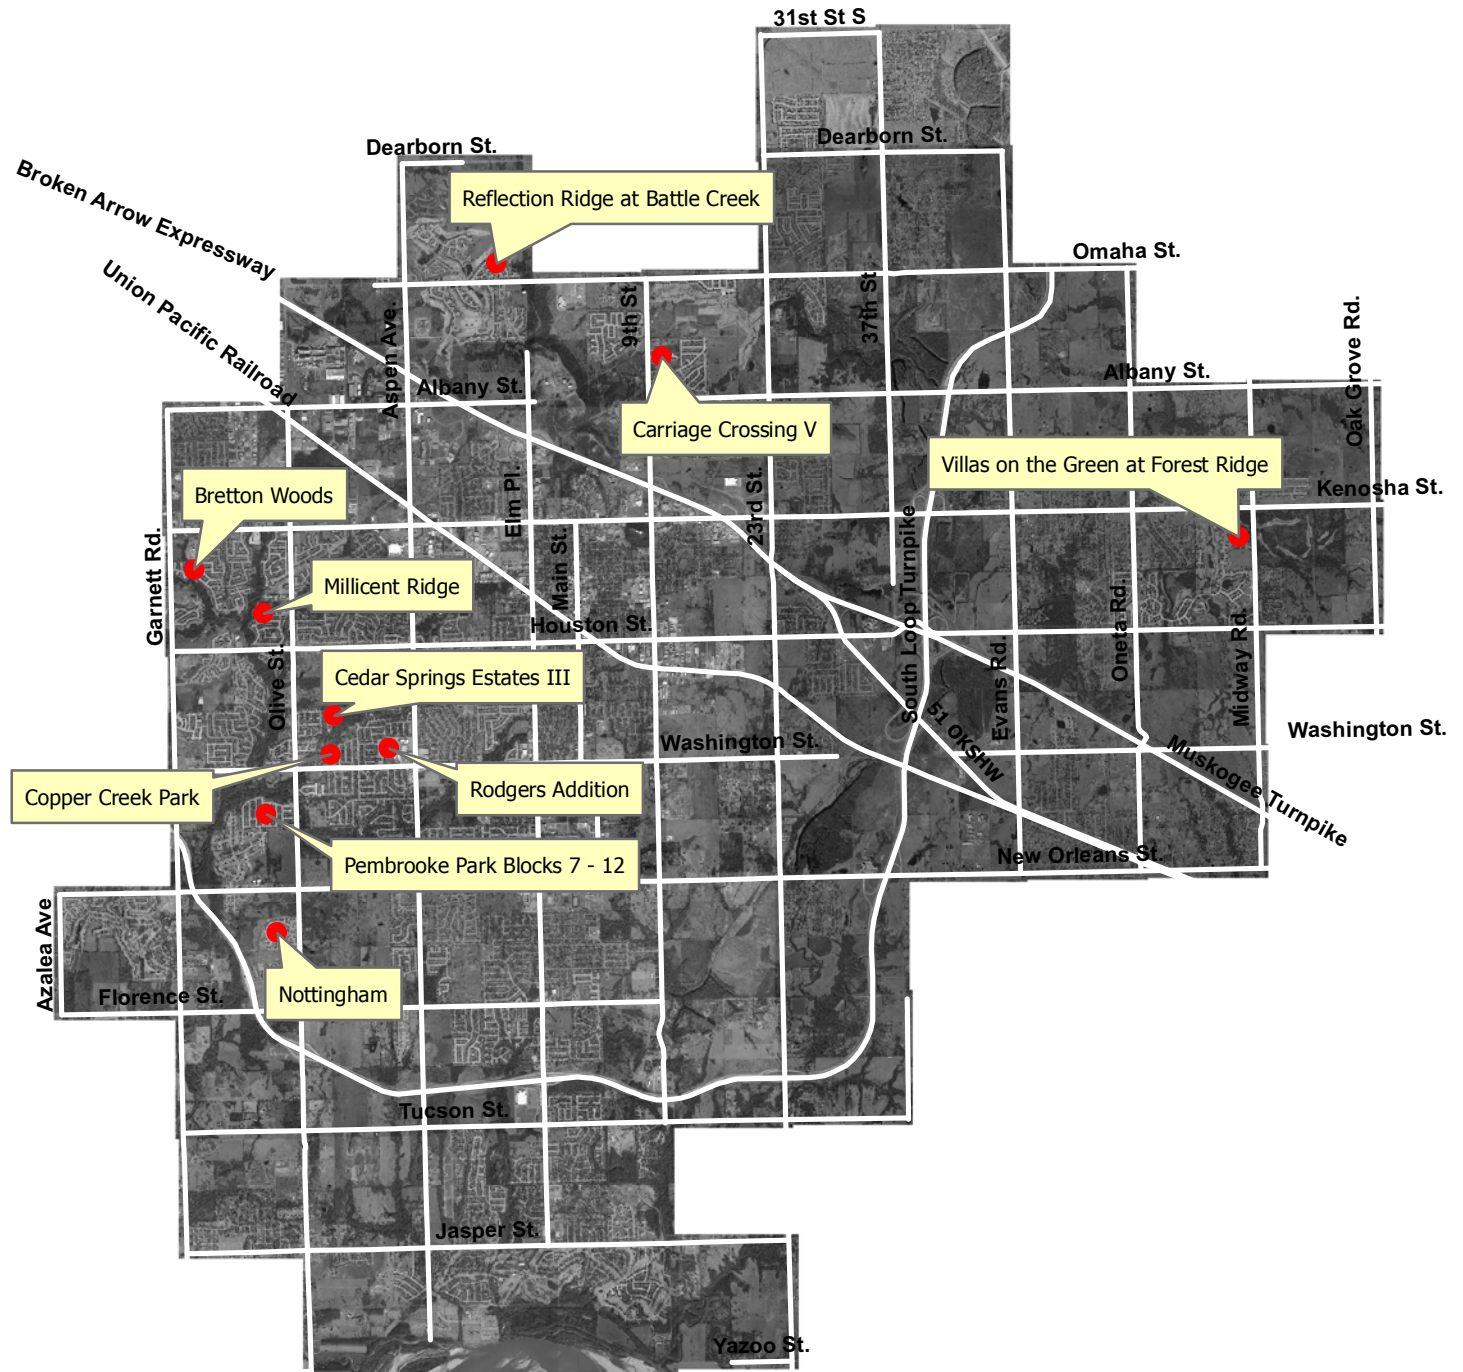 31st St S
Dearborn St.
Dearborn St.
Broken Arrow Expressway
Reflection Ridge at Battle Creek
Omaha St.
Union Pacific Railroad
9th St.
37th St.
Oak Grove Rd.
Aspen Ave.
Albany St.
Albany St.
Carriage Crossing V
Villas on the Green at Forest Ridge
Bretton Woods
Elm Pl.
23rd St.
Kenosha St.
Garnett Rd.
Main St.
Millicent Ridge
Houston St.
South Loop Turnpike
Evans Rd.
Oneta Rd.
Midway Rd.
Olive St.
Cedar Springs Estates III
51 OKSHW
Washington St.
Washington St.
Muskogee Turnpike
Copper Creek Park
Rodgers Addition
Pembrooke Park Blocks 7 - 12
New Orleans St.
Azalea Ave
Florence St.
Nottingham
Tucson St.
Jasper St.
Yazoo St.